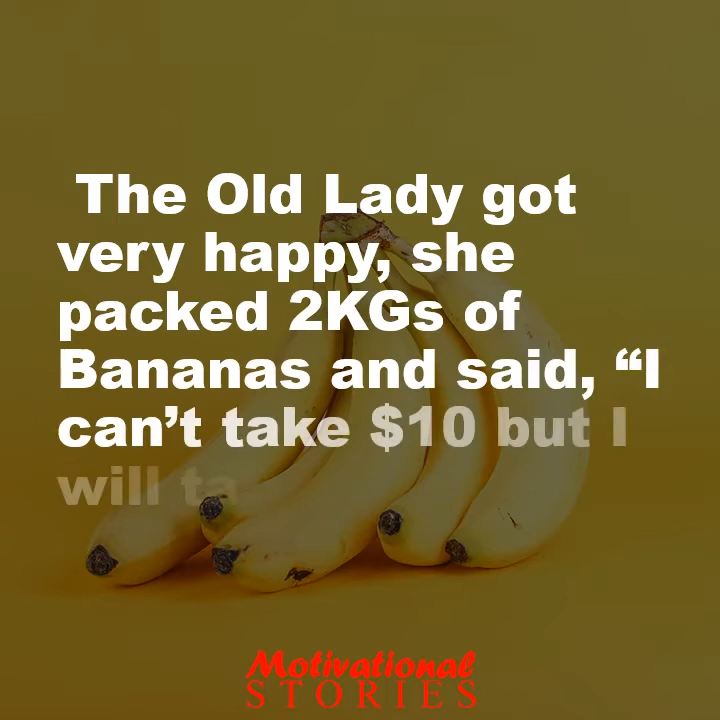 The Old Lady got
very happy, she
packed 2KGs of
Bananas and said, “I
can’t take $10 but I
will ta
Motivational
STORIES